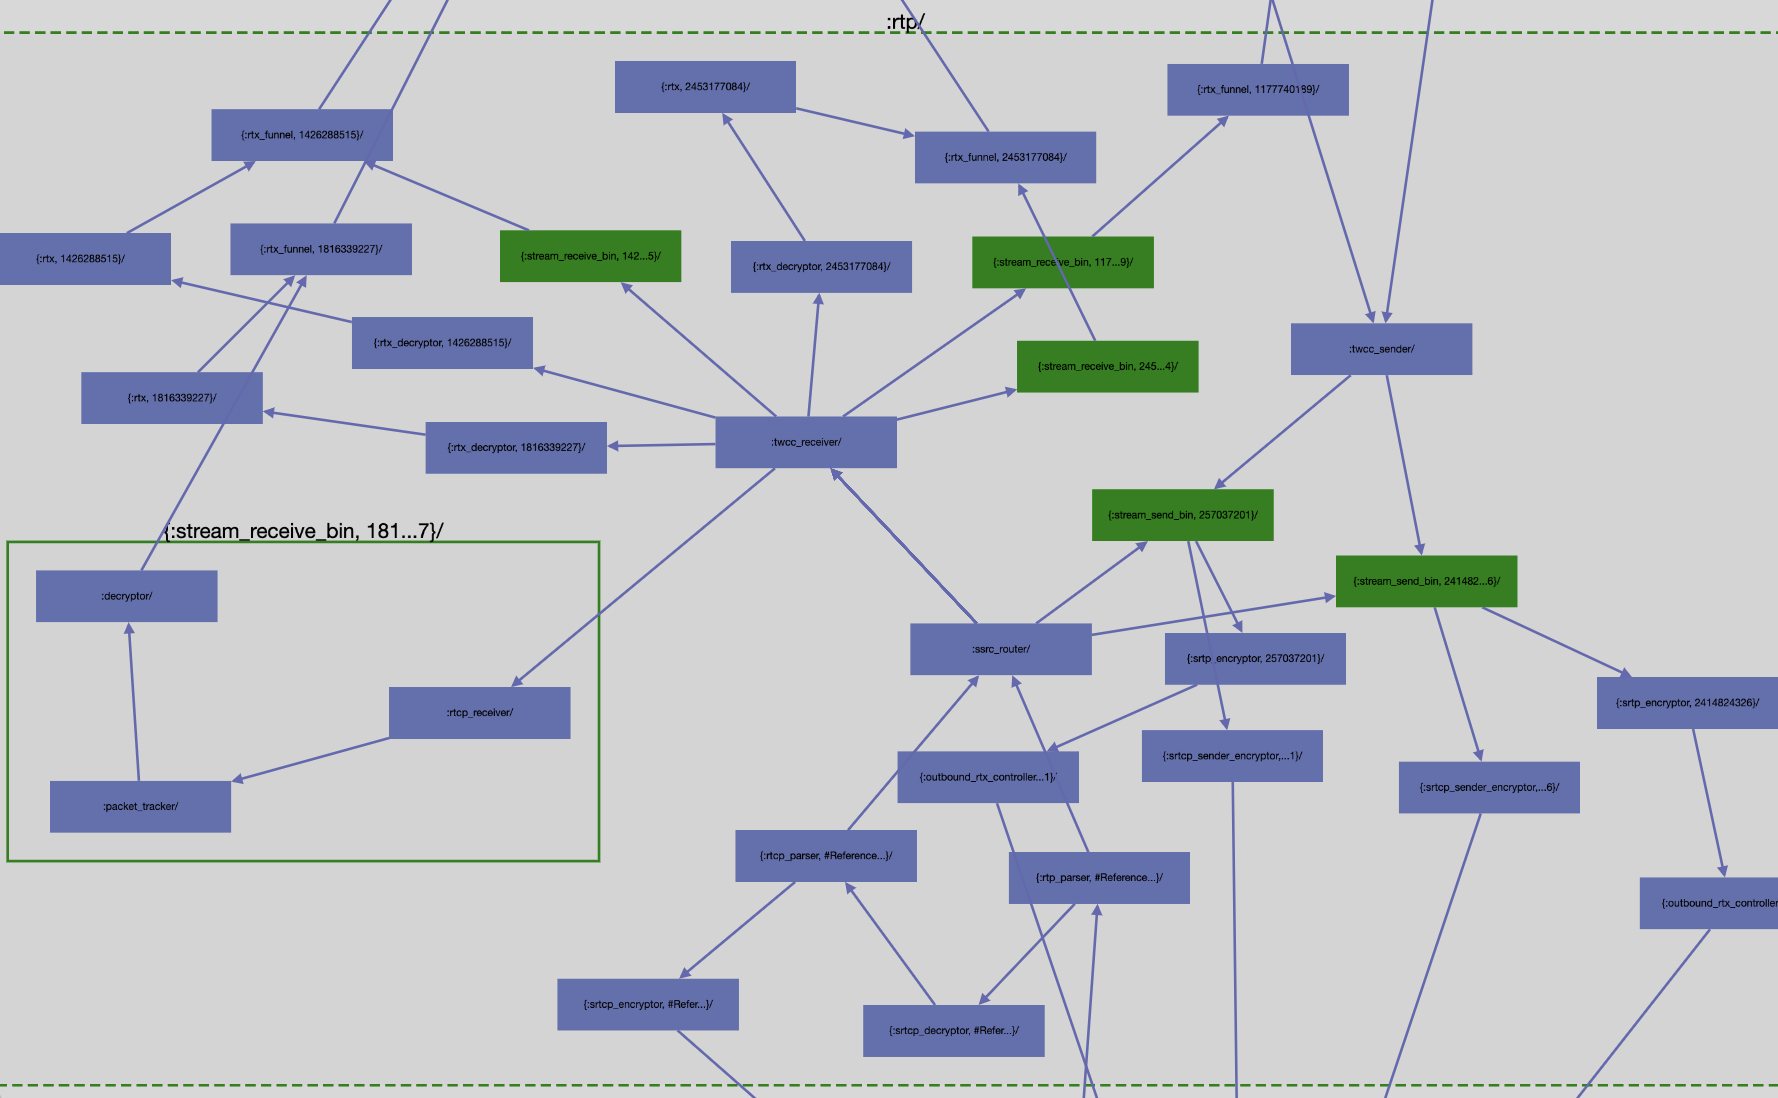 :rtp/
{:rtx, 2453177084}/
{:rtx_funnel, 1177740189}/
{:rtx_funnel, 1426288515}/
{:rtx_funnel, 2453177084}/
{:rtx, 1426288515}/
{:rtx_funnel, 1816339227}/
{:stream_receive_bin, 142...5}/
{:rtx_decryptor, 2453177084}/
{:stream_receive_bin, 117...9}/
{:rtx_decryptor, 1426288515}/
{:stream_receive_bin, 245...4}/
:twcc_sender/
{:rtx, 1816339227}/
{:rtx_decryptor, 1816339227}/
:twcc_receiver/
{:stream_receive_bin, 181...7}/
{:stream_send_bin, 257037201}/
:decryptor/
{:stream_send_bin, 241482...6}/
:ssrc_router/
{:srtp_encryptor, 257037201}/
:rtcp_receiver/
{:srtp_encryptor, 2414824326}/
{:outbound_rtx_controller...1}/
{:srtcp_sender_encryptor,...1}/
:packet_tracker/
{:srtcp_sender_encryptor,...6}/
{:rtcp_parser, #Reference...}/
{:rtp_parser, #Reference...}/
{:outbound_rtx_controller
{:srtcp_encryptor, #Refer...}/
{:srtcp_decryptor, #Refer...}/